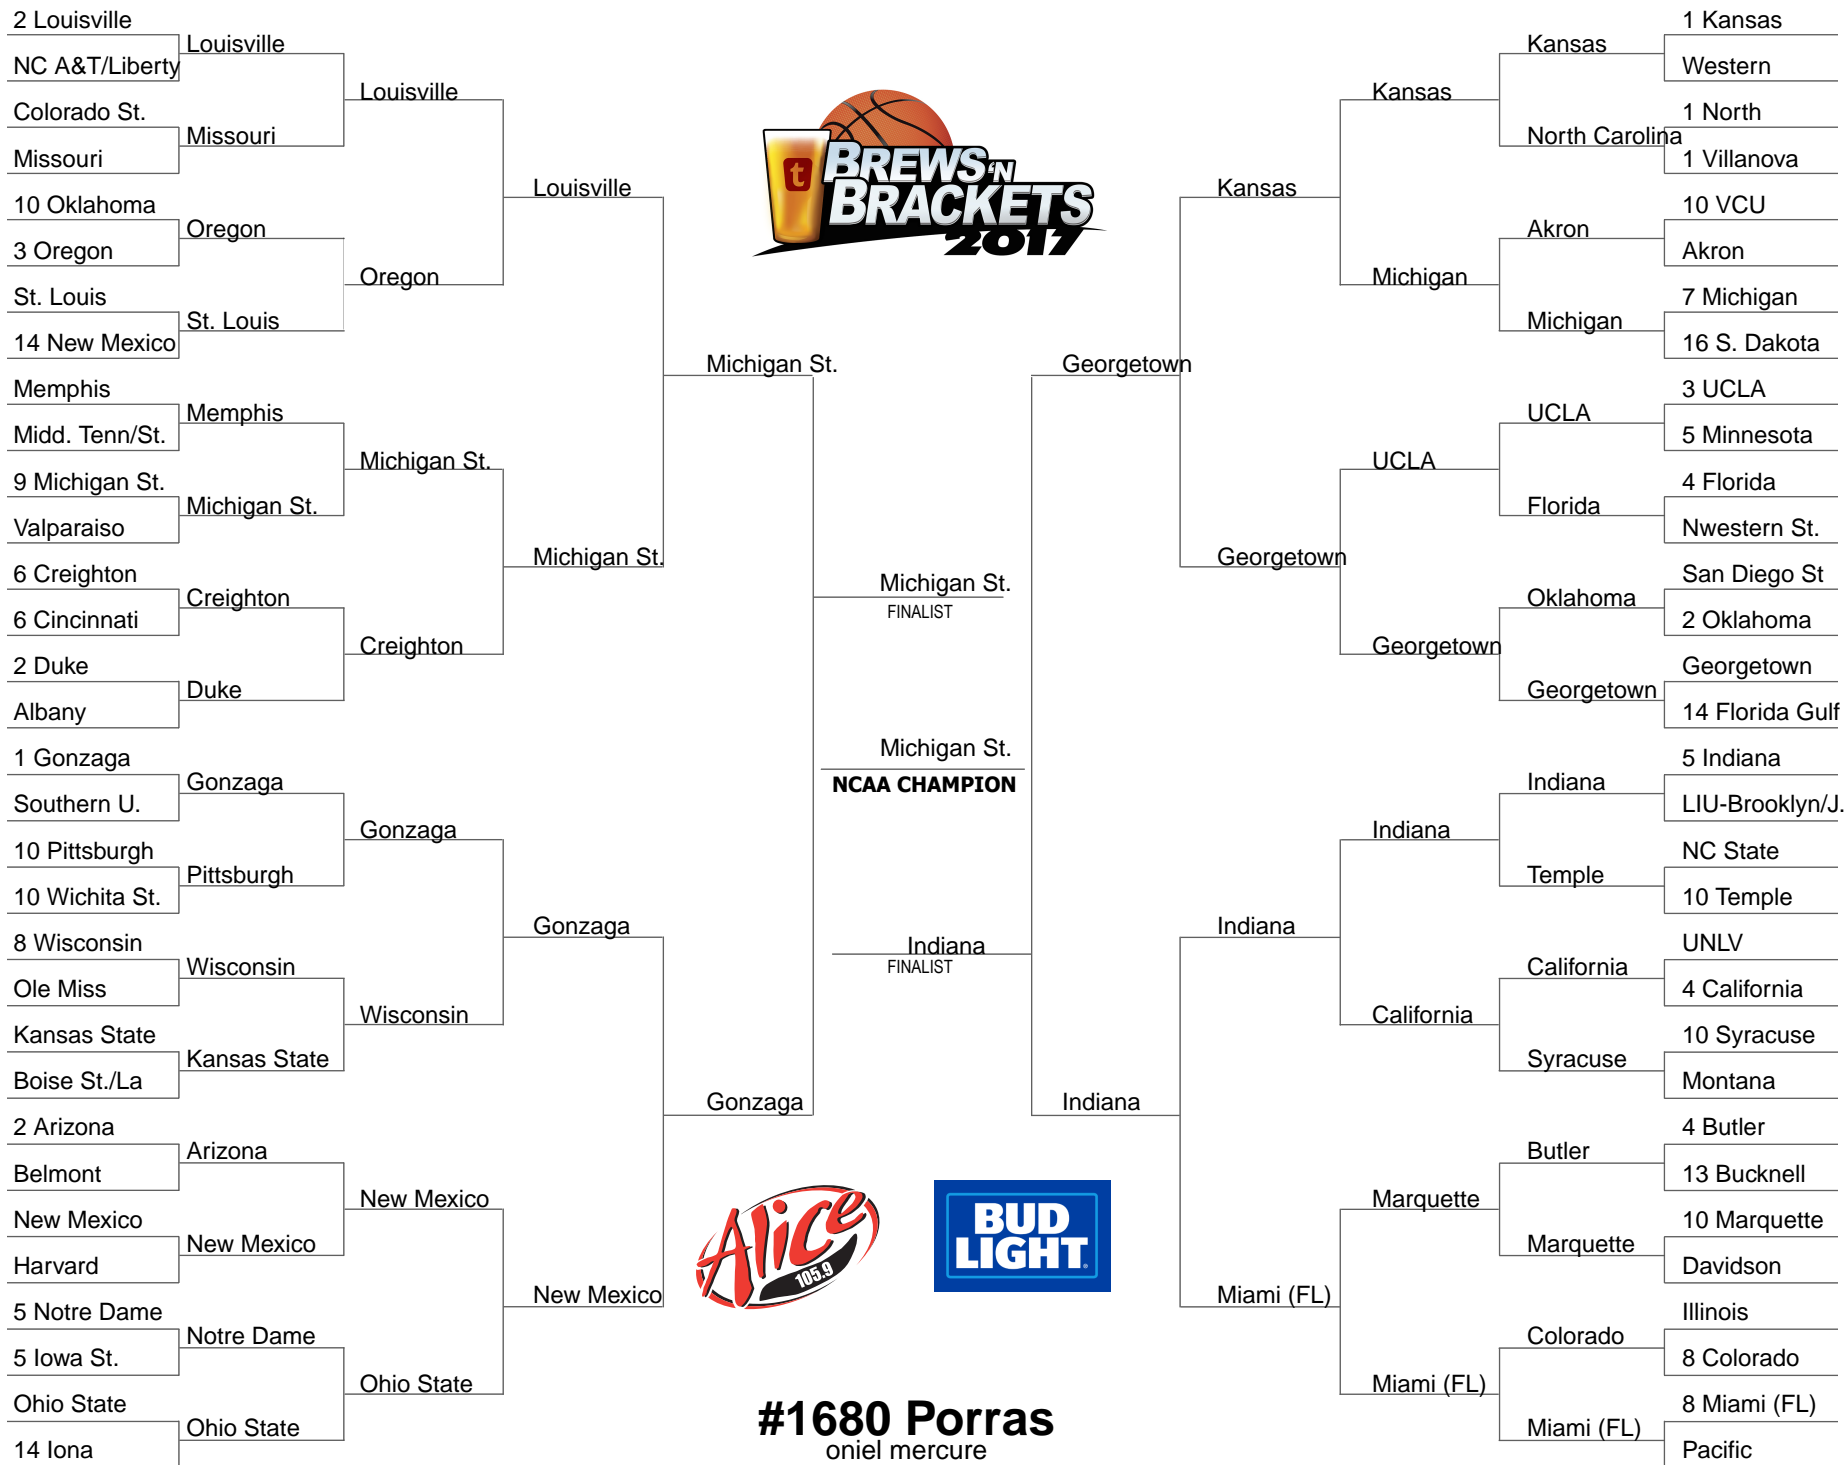 2 Louisville
NC A&T/Liberty
Colorado St.
Missouri
10 Oklahoma
3 Oregon
St. Louis
14 New Mexico
Memphis
Midd. Tenn/St.
9 Michigan St.
Valparaiso
6 Creighton
6 Cincinnati
2 Duke
Albany
1 Gonzaga
Southern U.
10 Pittsburgh
10 Wichita St.
8 Wisconsin
Ole Miss
Kansas State
Boise St./La
2 Arizona
Belmont
New Mexico
Harvard
5 Notre Dame
5 Iowa St.
Ohio State
14 Iona
Louisville
Missouri
Oregon
St. Louis
Memphis
Michigan St.
Creighton
Duke
Gonzaga
Pittsburgh
Wisconsin
Kansas State
Arizona
New Mexico
Notre Dame
Ohio State
Louisville
Oregon
Michigan St.
Creighton
Gonzaga
Wisconsin
New Mexico
Ohio State
Louisville
Michigan St.
Gonzaga
New Mexico
Michigan St.
Gonzaga
t
BREWS 'N
BRACKETS
2017
Michigan St.
FINALIST
Michigan St.
NCAA CHAMPION
Indiana
FINALIST
Alice
105.9
BUD
LIGHT
#1680 Porras
oniel mercure
Georgetown
Indiana
Kansas
Georgetown
Indiana
Miami (FL)
Kansas
Michigan
UCLA
Georgetown
Indiana
California
Marquette
Miami (FL)
Kansas
North Carolina
Akron
Michigan
UCLA
Florida
Oklahoma
Georgetown
Indiana
Temple
California
Syracuse
Butler
Marquette
Colorado
Miami (FL)
1 Kansas
Western
1 North
1 Villanova
10 VCU
Akron
7 Michigan
16 S. Dakota
3 UCLA
5 Minnesota
4 Florida
Nwestern St.
San Diego St
2 Oklahoma
Georgetown
14 Florida Gulf
5 Indiana
LIU-Brooklyn/J.
NC State
10 Temple
UNLV
4 California
10 Syracuse
Montana
4 Butler
13 Bucknell
10 Marquette
Davidson
Illinois
8 Colorado
8 Miami (FL)
Pacific